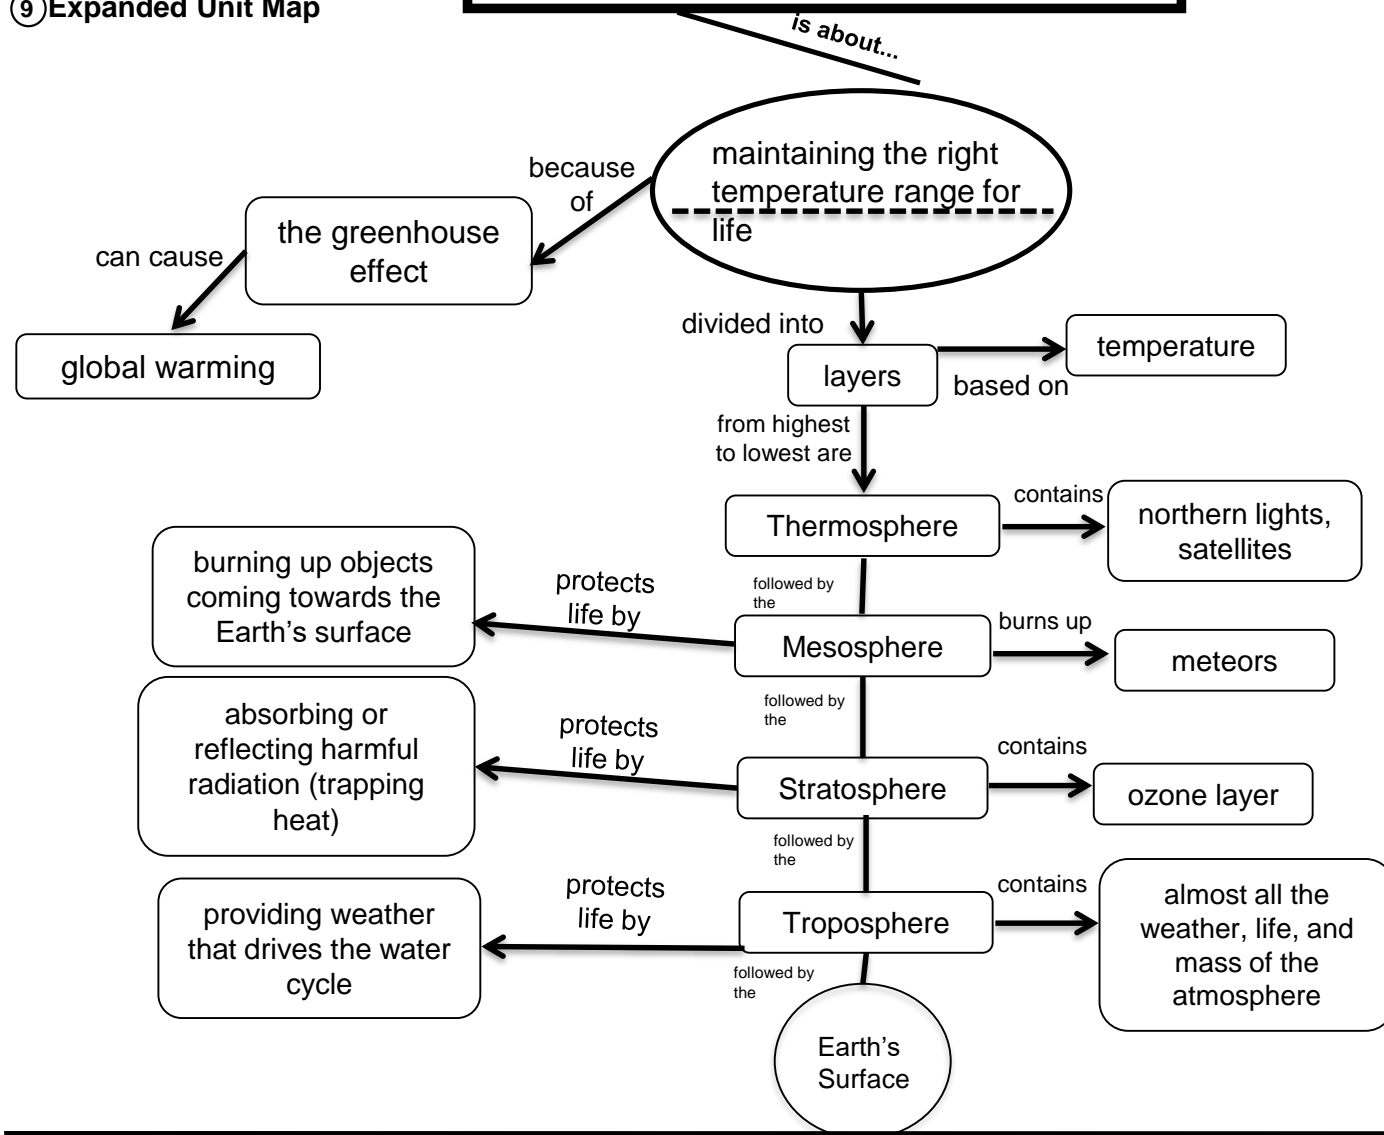 9 Expanded Unit Map
is about...
maintaining the right
temperature range for
life
because
of
the greenhouse
effect
can cause
global warming
divided into
layers
based on
temperature
from highest
to lowest are
Thermosphere
contains
northern lights,
satellites
followed by
the
Mesosphere
protects
life by
burning up objects
coming towards the
Earth's surface
burns up
meteors
followed by
the
Stratosphere
protects
life by
absorbing or
reflecting harmful
radiation (trapping
heat)
contains
ozone layer
followed by
the
Troposphere
protects
life by
providing weather
that drives the water
cycle
contains
almost all the
weather, life, and
mass of the
atmosphere
followed by
the
Earth's
Surface